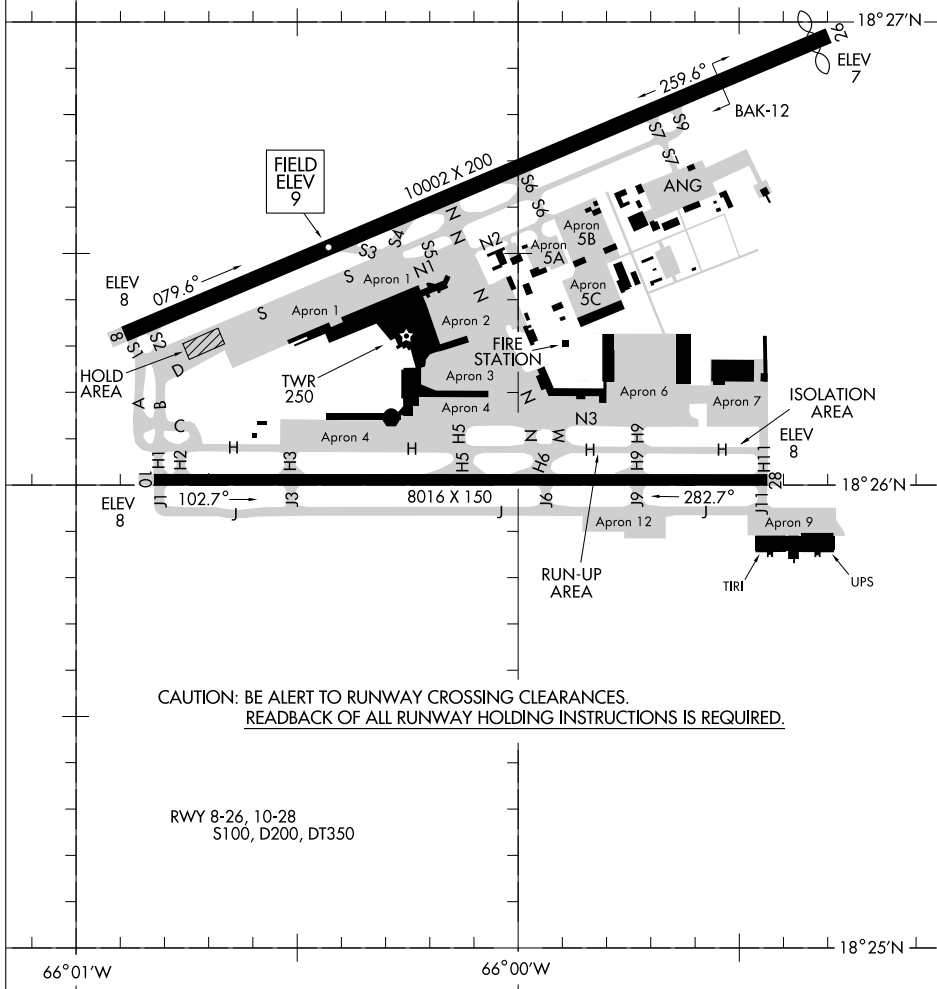 18°27'N
26
ELEV
7
259.6°
BAK-12
S7
S9
S7
ANG
10002 X 200
FIELD
ELEV
9
S6
S6
N
N
N2
Apron
5A
Apron
5B
Apron
5C
S3
S4
S5
N1
N
ELEV
8
079.6°
S
S
Apron 1
Apron 1
Apron 2
8
S1
S2
D
HOLD
AREA
TWR
250
FIRE
STATION
Apron 3
Apron 4
Apron 6
Apron 7
ISOLATION
AREA
A
B
C
N
N3
Apron 4
H
H
H5
N
M
H
H9
H
ELEV
8
H1
H2
H3
H5
H6
H9
H11
10
28
18°26'N
ELEV
8
J1
102.7°
J3
8016 X 150
J6
J9
282.7°
J11
J
J
J
Apron 12
Apron 9
RUN-UP
AREA
TIRI
UPS
CAUTION: BE ALERT TO RUNWAY CROSSING CLEARANCES.
READBACK OF ALL RUNWAY HOLDING INSTRUCTIONS IS REQUIRED.
RWY 8-26, 10-28
S100, D200, DT350
18°25'N
66°01'W
66°00'W